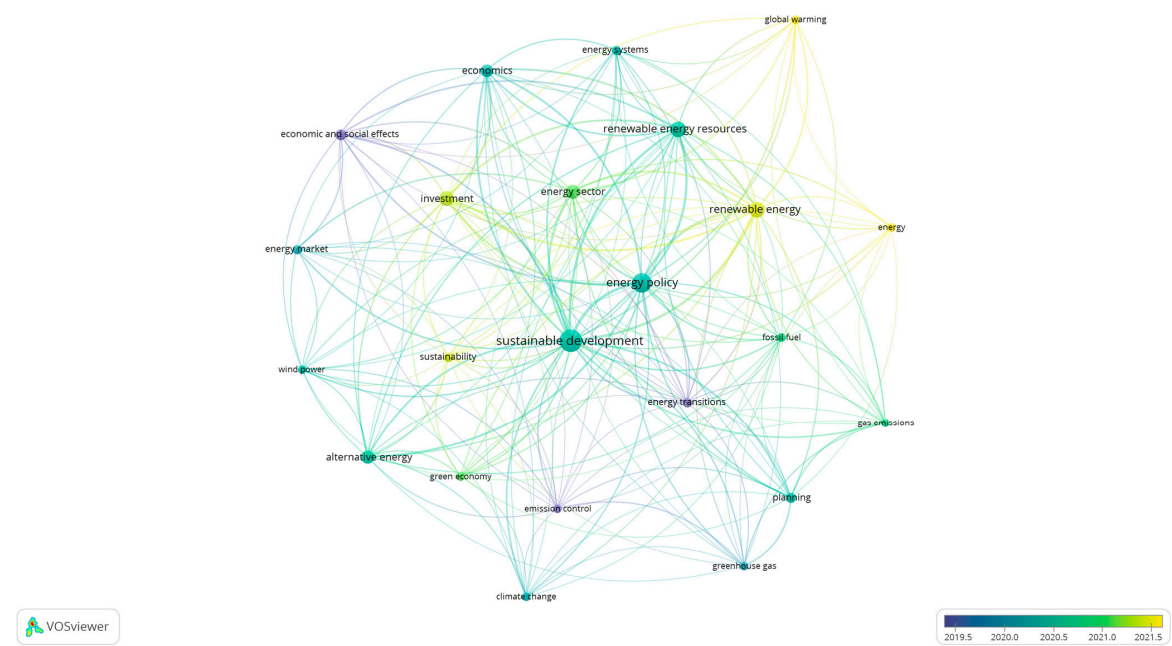 global warming
energy systems
economics
renewable energy resources
economic and social effects
energy sector
investment
renewable energy
energy
energy market
energy policy
fossil fuel
sustainable development
sustainability
wind power
energy transitions
gas emissions
alternative energy
green economy
planning
emission control
greenhouse gas
climate change
VOSviewer
2019.5 2020.0 2020.5 2021.0 2021.5